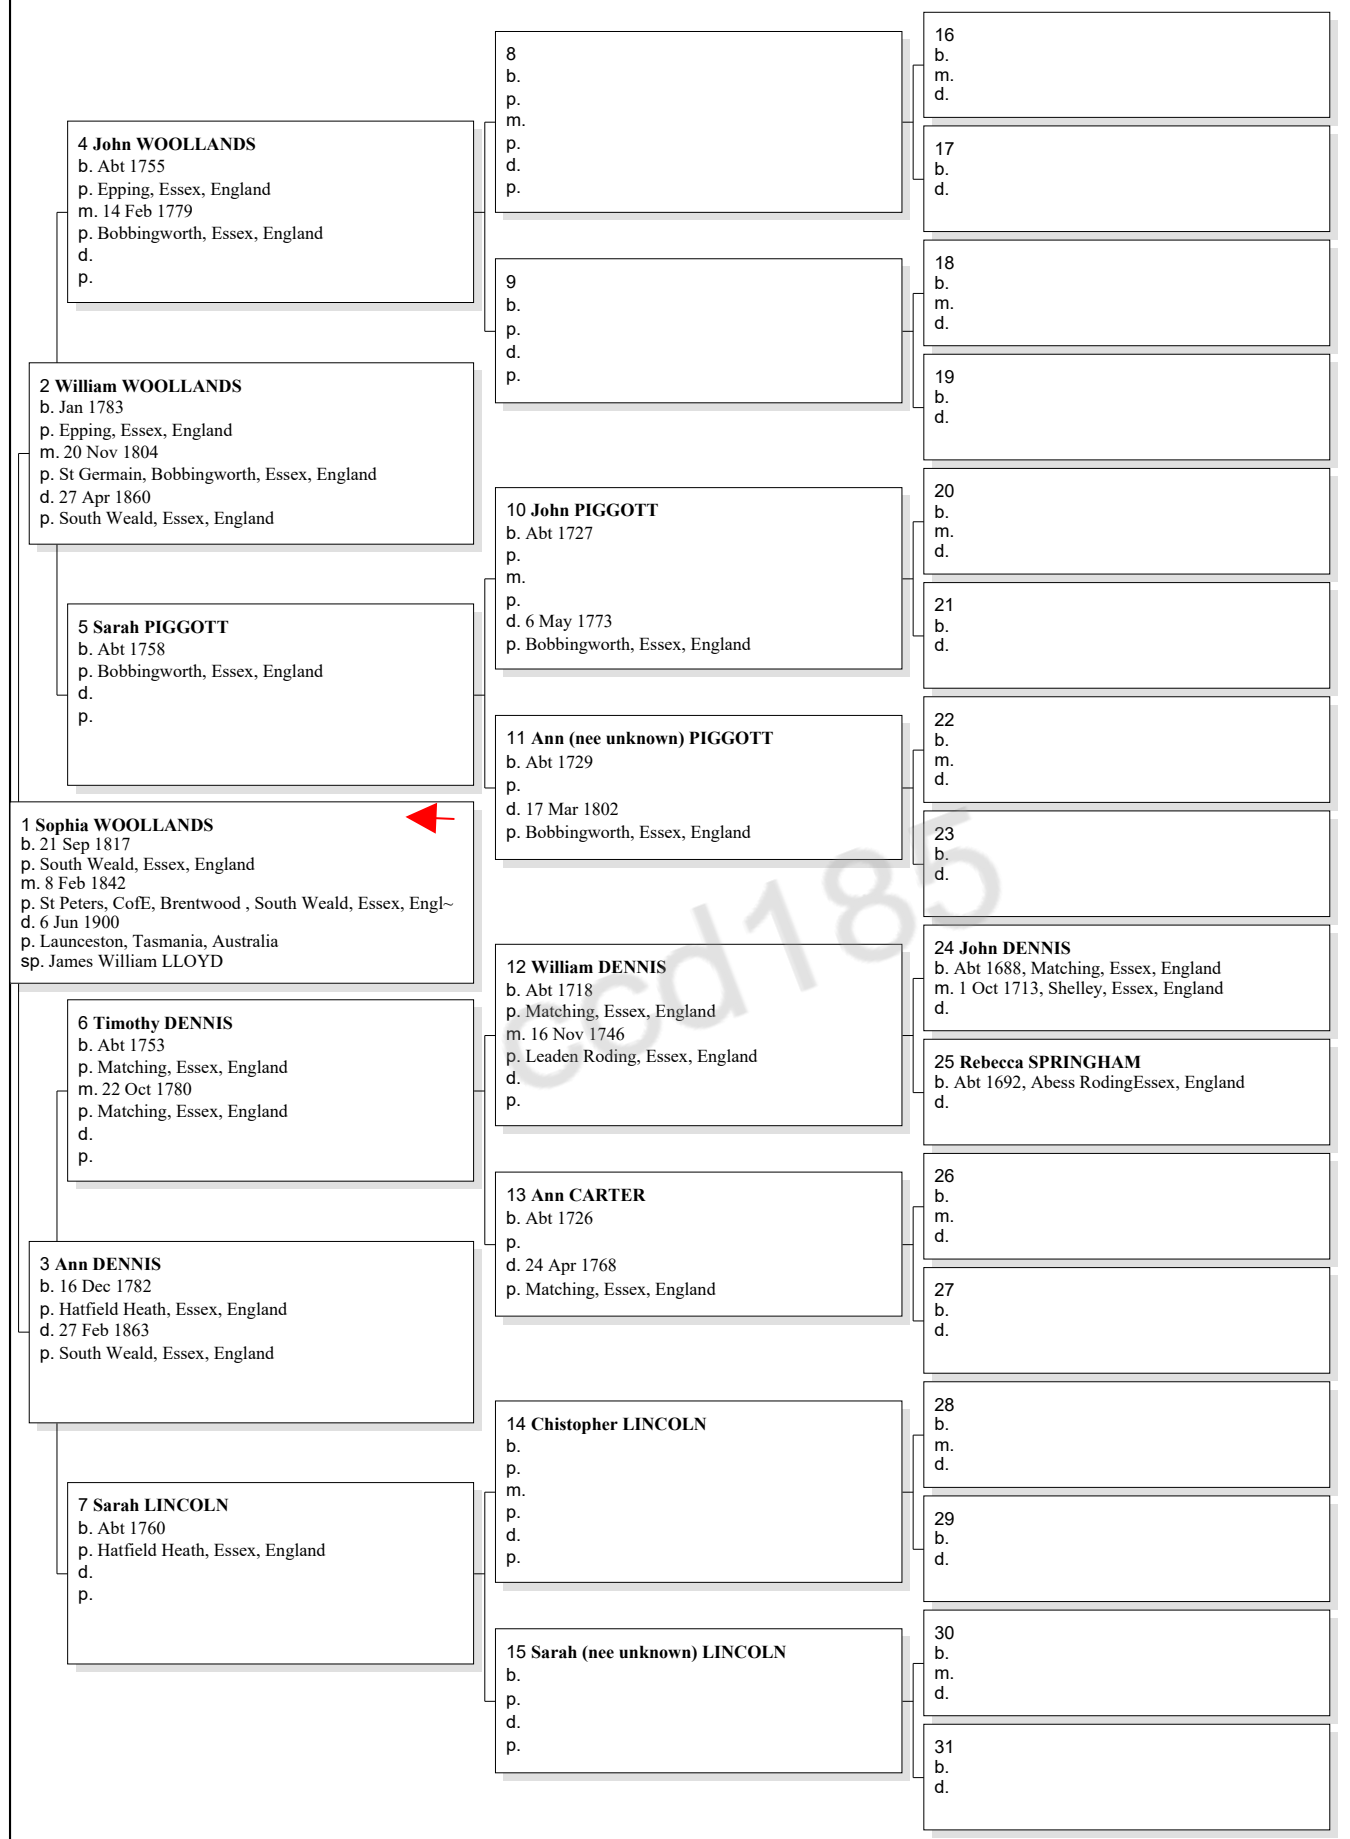 1 Sophia WOOLLANDS
b. 21 Sep 1817
p. South Weald, Essex, England
m. 8 Feb 1842
p. St Peters, CofE, Brentwood , South Weald, Essex, Engl~
d. 6 Jun 1900
p. Launceston, Tasmania, Australia
sp. James William LLOYD
2 William WOOLLANDS
b. Jan 1783
p. Epping, Essex, England
m. 20 Nov 1804
p. St Germain, Bobbingworth, Essex, England
d. 27 Apr 1860
p. South Weald, Essex, England
3 Ann DENNIS
b. 16 Dec 1782
p. Hatfield Heath, Essex, England
d. 27 Feb 1863
p. South Weald, Essex, England
4 John WOOLLANDS
b. Abt 1755
p. Epping, Essex, England
m. 14 Feb 1779
p. Bobbingworth, Essex, England
d.
p.
5 Sarah PIGGOTT
b. Abt 1758
p. Bobbingworth, Essex, England
d.
p.
6 Timothy DENNIS
b. Abt 1753
p. Matching, Essex, England
m. 22 Oct 1780
p. Matching, Essex, England
d.
p.
7 Sarah LINCOLN
b. Abt 1760
p. Hatfield Heath, Essex, England
d.
p.
8
b.
p.
m.
p.
d.
p.
9
b.
p.
d.
p.
10 John PIGGOTT
b. Abt 1727
p.
m.
p.
d. 6 May 1773
p. Bobbingworth, Essex, England
11 Ann (nee unknown) PIGGOTT
b. Abt 1729
p.
d. 17 Mar 1802
p. Bobbingworth, Essex, England
12 William DENNIS
b. Abt 1718
p. Matching, Essex, England
m. 16 Nov 1746
p. Leaden Roding, Essex, England
d.
p.
13 Ann CARTER
b. Abt 1726
p.
d. 24 Apr 1768
p. Matching, Essex, England
14 Chistopher LINCOLN
b.
p.
m.
p.
d.
p.
15 Sarah (nee unknown) LINCOLN
b.
p.
d.
p.
16
b.
m.
d.
17
b.
d.
18
b.
m.
d.
19
b.
d.
20
b.
m.
d.
21
b.
d.
22
b.
m.
d.
23
b.
d.
24 John DENNIS
b. Abt 1688, Matching, Essex, England
m. 1 Oct 1713, Shelley, Essex, England
d.
25 Rebecca SPRINGHAM
b. Abt 1692, Abess RodingEssex, England
d.
26
b.
m.
d.
27
b.
d.
28
b.
m.
d.
29
b.
d.
30
b.
m.
d.
31
b.
d.
ccd185